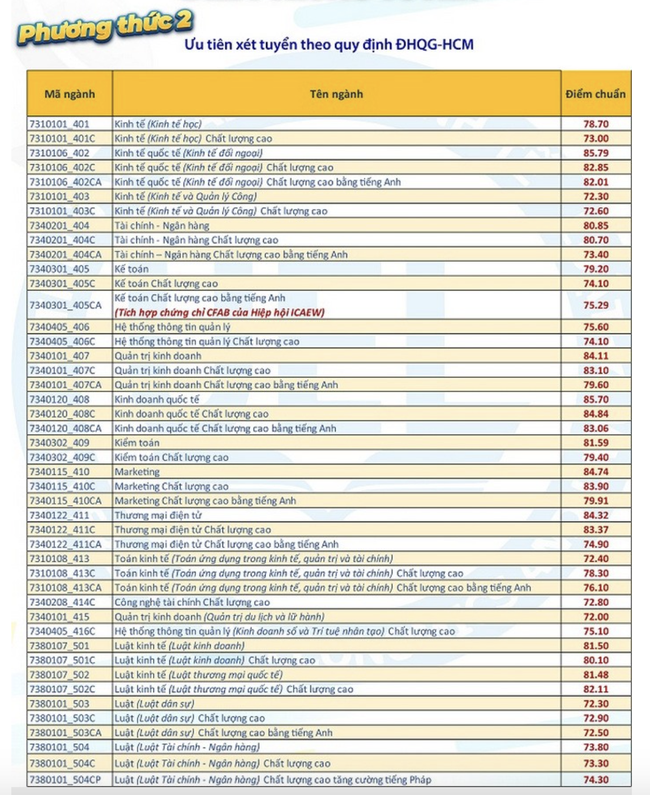 Phương thức 2
Ưu tiên xét tuyển theo quy định ĐHQG-HCM
Mã ngành Tên ngành Điểm chuẩn
7310101_401 Kinh tế (Kinh tế học) 78.70
7310101_401C Kinh tế (Kinh tế học) Chất lượng cao 73.00
7310106_402 Kinh tế quốc tế (Kinh tế đối ngoại) 85.79
7310106_402C Kinh tế quốc tế (Kinh tế đối ngoại) Chất lượng cao 82.85
7310106_402CA Kinh tế quốc tế (Kinh tế đối ngoại) Chất lượng cao bằng tiếng Anh 82.01
7310101_403 Kinh tế (Kinh tế và Quản lý Công) 72.30
7310101_403C Kinh tế (Kinh tế và Quản lý Công) Chất lượng cao 72.60
7340201_404 Tài chính - Ngân hàng 80.85
7340201_404C Tài chính - Ngân hàng Chất lượng cao 80.70
7340201_404CA Tài chính – Ngân hàng Chất lượng cao bằng tiếng Anh 73.40
7340301_405 Kế toán 79.20
7340301_405C Kế toán Chất lượng cao 74.10
7340301_405CA Kế toán Chất lượng cao bằng tiếng Anh 75.29
(Tích hợp chứng chỉ CFAB của Hiệp hội ICAEW)
7340405_406 Hệ thống thông tin quản lý 75.60
7340405_406C Hệ thống thông tin quản lý Chất lượng cao 74.10
7340101_407 Quản trị kinh doanh 84.11
7340101_407C Quản trị kinh doanh Chất lượng cao 83.10
7340101_407CA Quản trị kinh doanh Chất lượng cao bằng tiếng Anh 79.60
7340120_408 Kinh doanh quốc tế 85.70
7340120_408C Kinh doanh quốc tế Chất lượng cao 84.84
7340120_408CA Kinh doanh quốc tế Chất lượng cao bằng tiếng Anh 83.06
7340302_409 Kiểm toán 81.59
7340302_409C Kiểm toán Chất lượng cao 79.40
7340115_410 Marketing 84.74
7340115_410C Marketing Chất lượng cao 83.90
7340115_410CA Marketing Chất lượng cao bằng tiếng Anh 79.91
7340122_411 Thương mại điện tử 84.32
7340122_411C Thương mại điện tử Chất lượng cao 83.37
7340122_411CA Thương mại điện tử Chất lượng cao bằng tiếng Anh 74.90
7310108_413 Toán kinh tế (Toán ứng dụng trong kinh tế, quản trị và tài chính) 72.40
7310108_413C Toán kinh tế (Toán ứng dụng trong kinh tế, quản trị và tài chính) Chất lượng cao 78.30
7310108_413CA Toán kinh tế (Toán ứng dụng trong kinh tế, quản trị và tài chính) Chất lượng cao bằng tiếng Anh 76.10
7340208_414C Công nghệ tài chính Chất lượng cao 72.80
7340101_415 Quản trị kinh doanh (Quản trị du lịch và lữ hành) 72.00
7340405_416C Hệ thống thông tin quản lý (Kinh doanh số và Trí tuệ nhân tạo) Chất lượng cao 75.10
7380107_501 Luật kinh tế (Luật kinh doanh) 81.50
7380107_501C Luật kinh tế (Luật kinh doanh) Chất lượng cao 80.10
7380107_502 Luật kinh tế (Luật thương mại quốc tế) 81.48
7380107_502C Luật kinh tế (Luật thương mại quốc tế) Chất lượng cao 82.11
7380101_503 Luật (Luật dân sự) 72.30
7380101_503C Luật (Luật dân sự) Chất lượng cao 72.90
7380101_503CA Luật (Luật dân sự) Chất lượng cao bằng tiếng Anh 72.50
7380101_504 Luật (Luật Tài chính - Ngân hàng) 73.80
7380101_504C Luật (Luật Tài chính - Ngân hàng) Chất lượng cao 73.30
7380101_504CP Luật (Luật Tài chính - Ngân hàng) Chất lượng cao tăng cường tiếng Pháp 74.30